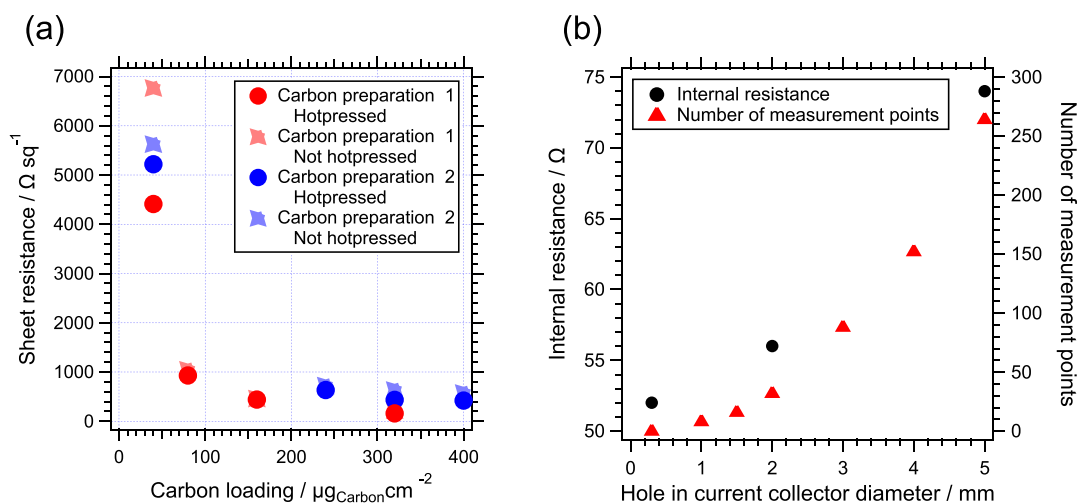 (a)
Sheet resistance / Ω sq⁻¹
7000
6000
5000
4000
3000
2000
1000
0
Carbon preparation 1
Hotpressed
Carbon preparation 1
Not hotpressed
Carbon preparation 2
Hotpressed
Carbon preparation 2
Not hotpressed
0 100 200 300 400
Carbon loading / μg_Carbon cm⁻²
(b)
Internal resistance / Ω
75
70
65
60
55
50
Internal resistance
Number of measurement points
300
250
200
150
100
50
0
Number of measurement
points
0 1 2 3 4 5
Hole in current collector diameter / mm